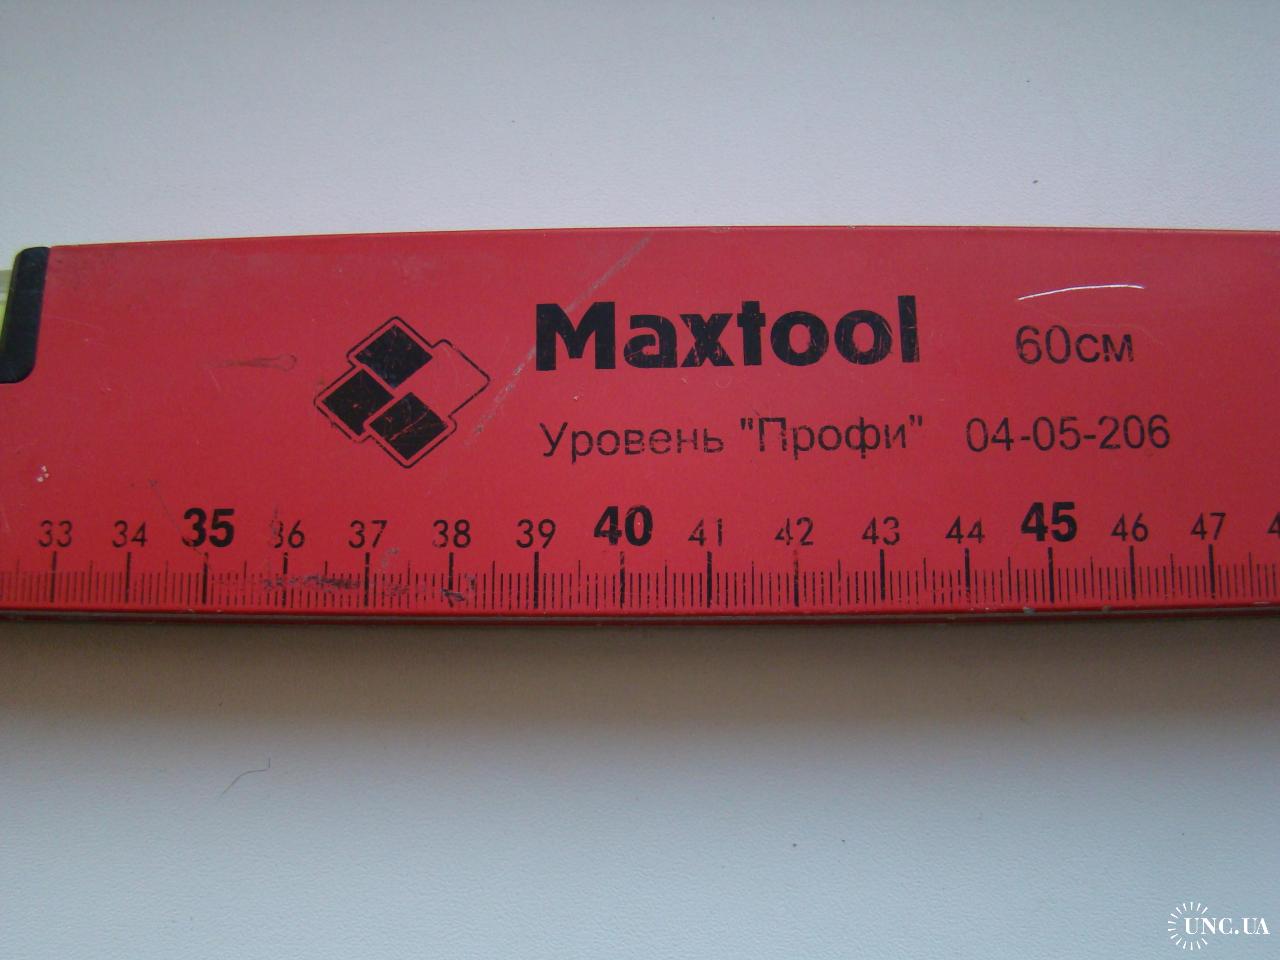 Maxtool 60см
Уровень "Профи" 04-05-206
33 34 35 36 37 38 39 40 41 42 43 44 45 46 47
UNC.UA